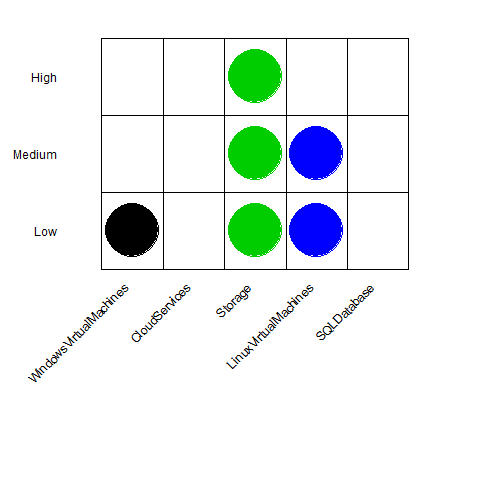 High
Medium
Low
WindowsVirtualMachines
CloudServices
Storage
LinuxVirtualMachines
SQLDatabase